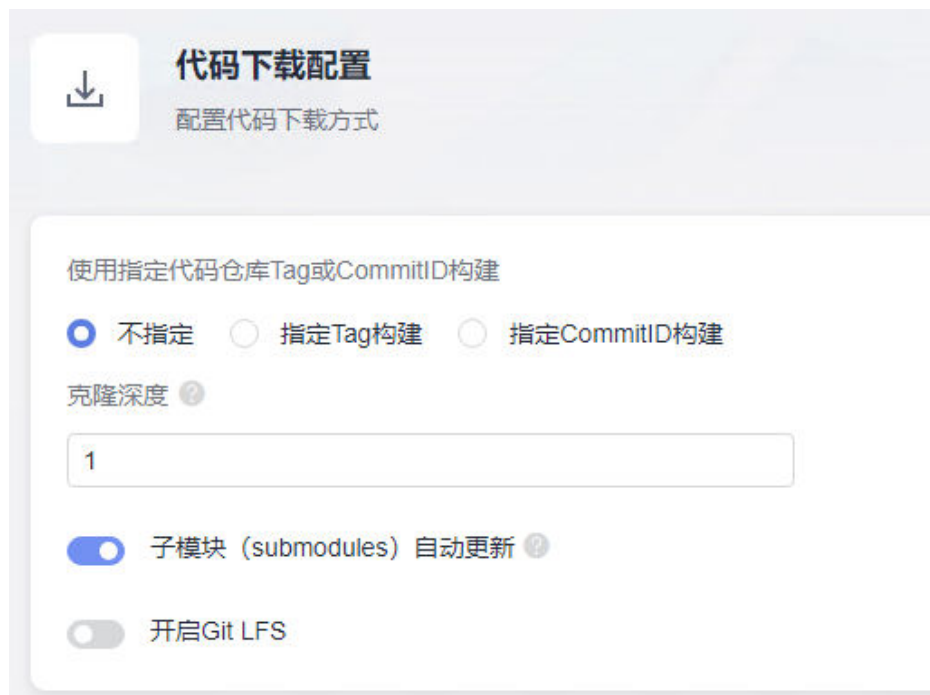 代码下载配置
配置代码下载方式
使用指定代码仓库Tag或CommitID构建
不指定 指定Tag构建 指定CommitID构建
克隆深度 ?
1
子模块（submodules）自动更新 ?
开启Git LFS